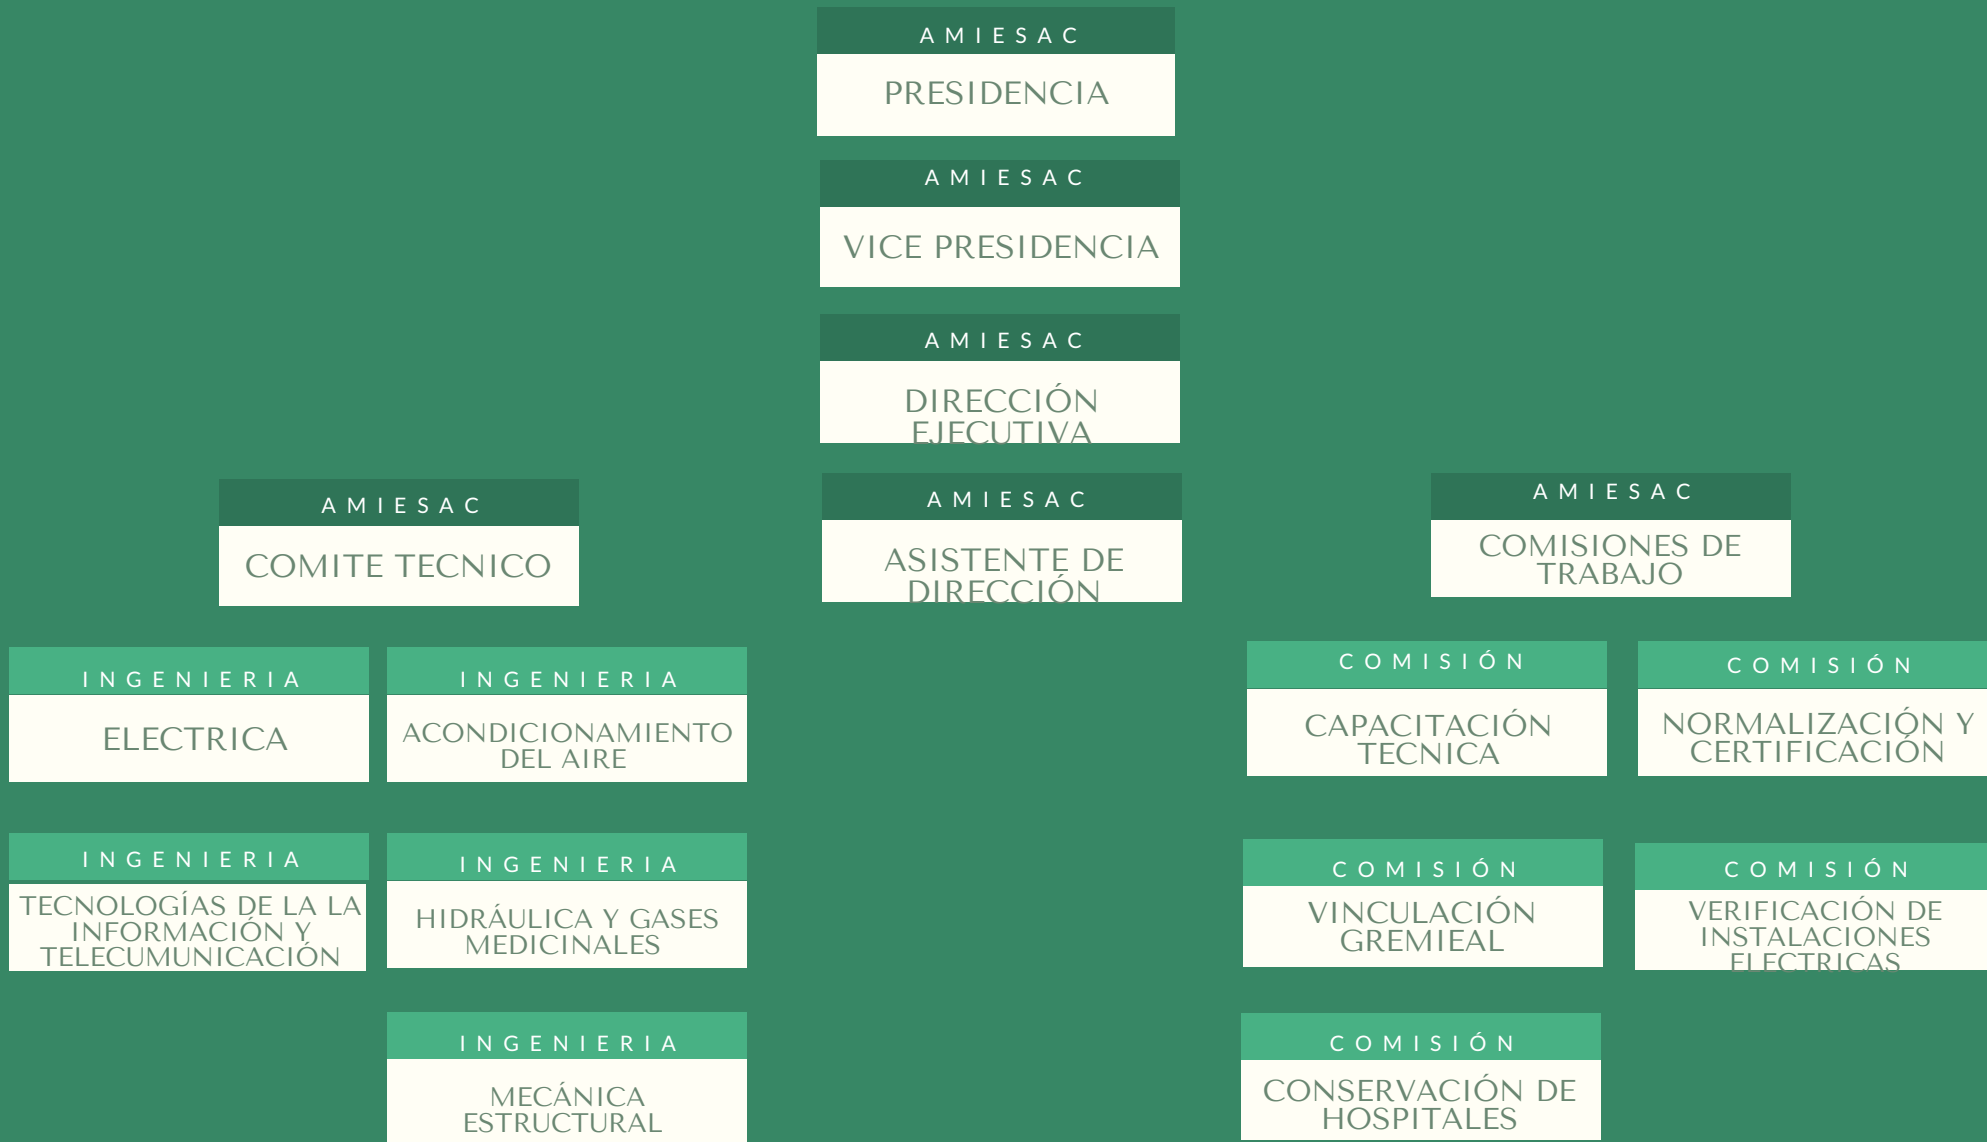 AMIESAC
PRESIDENCIA
AMIESAC
VICE PRESIDENCIA
AMIESAC
DIRECCIÓN
EJECUTIVA
AMIESAC
COMITE TECNICO
AMIESAC
ASISTENTE DE
DIRECCIÓN
AMIESAC
COMISIONES DE
TRABAJO
INGENIERIA
ELECTRICA
INGENIERIA
ACONDICIONAMIENTO
DEL AIRE
COMISIÓN
CAPACITACIÓN
TECNICA
COMISIÓN
NORMALIZACIÓN Y
CERTIFICACIÓN
INGENIERIA
TECNOLOGÍAS DE LA LA
INFORMACIÓN Y
TELECUMUNICACIÓN
INGENIERIA
HIDRÁULICA Y GASES
MEDICINALES
COMISIÓN
VINCULACIÓN
GREMIEAL
COMISIÓN
VERIFICACIÓN DE
INSTALACIONES
ELECTRICAS
INGENIERIA
MECÁNICA
ESTRUCTURAL
COMISIÓN
CONSERVACIÓN DE
HOSPITALES